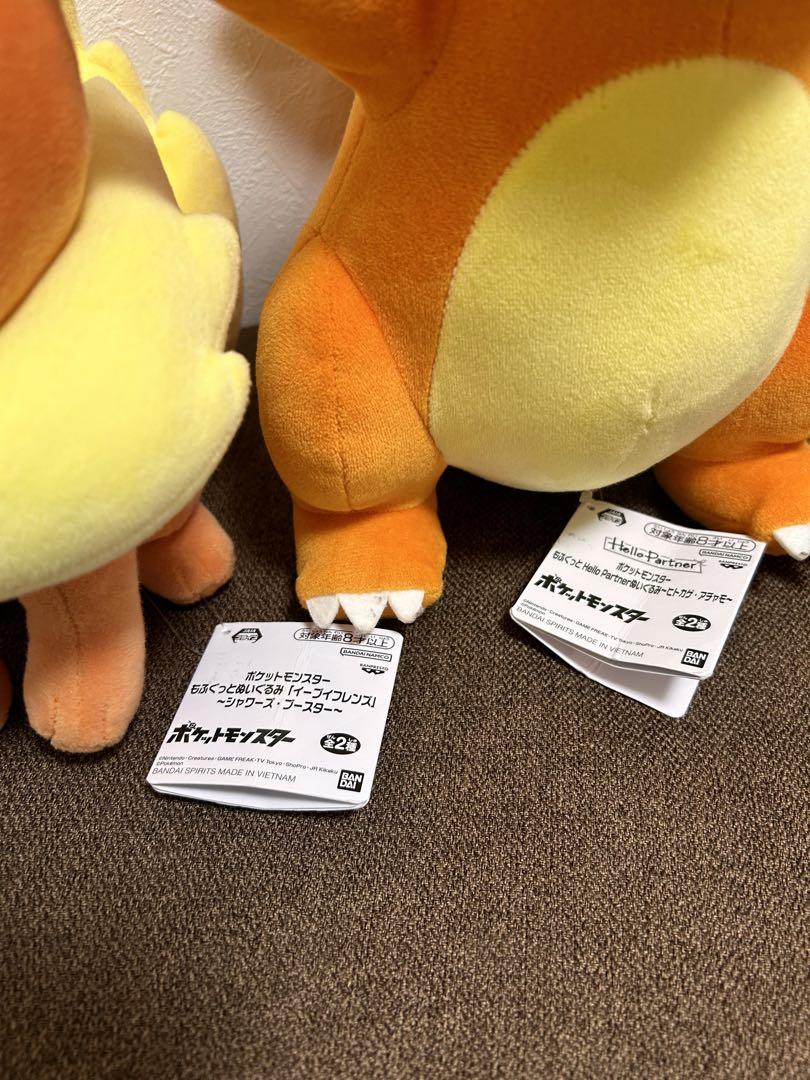 対象年齢8才以上
BANDAI NAMCO
BANPRESTO
ポケットモンスター
もふぐっとぬいぐるみ「イーブイフレンズ」
~シャワーズ・ブースター~
ポケットモンスター
全2種
©Nintendo・Creatures・GAME FREAK・TV Tokyo・ShoPro・JR Kikaku
©Pokémon
BANDAI SPIRITS MADE IN VIETNAM
BAN
DAI
対象年齢8才以上
BANDAI NAMCO
Hello Partner
BANPRESTO
ポケットモンスター
もふぐっと Hello Partnerぬいぐるみ~ヒトカゲ・アチャモ~
ポケットモンスター
全2種
©Nintendo・Creatures・GAME FREAK・TV Tokyo・ShoPro・JR Kikaku
©Pokémon
BANDAI SPIRITS MADE IN VIETNAM
BAN
DAI